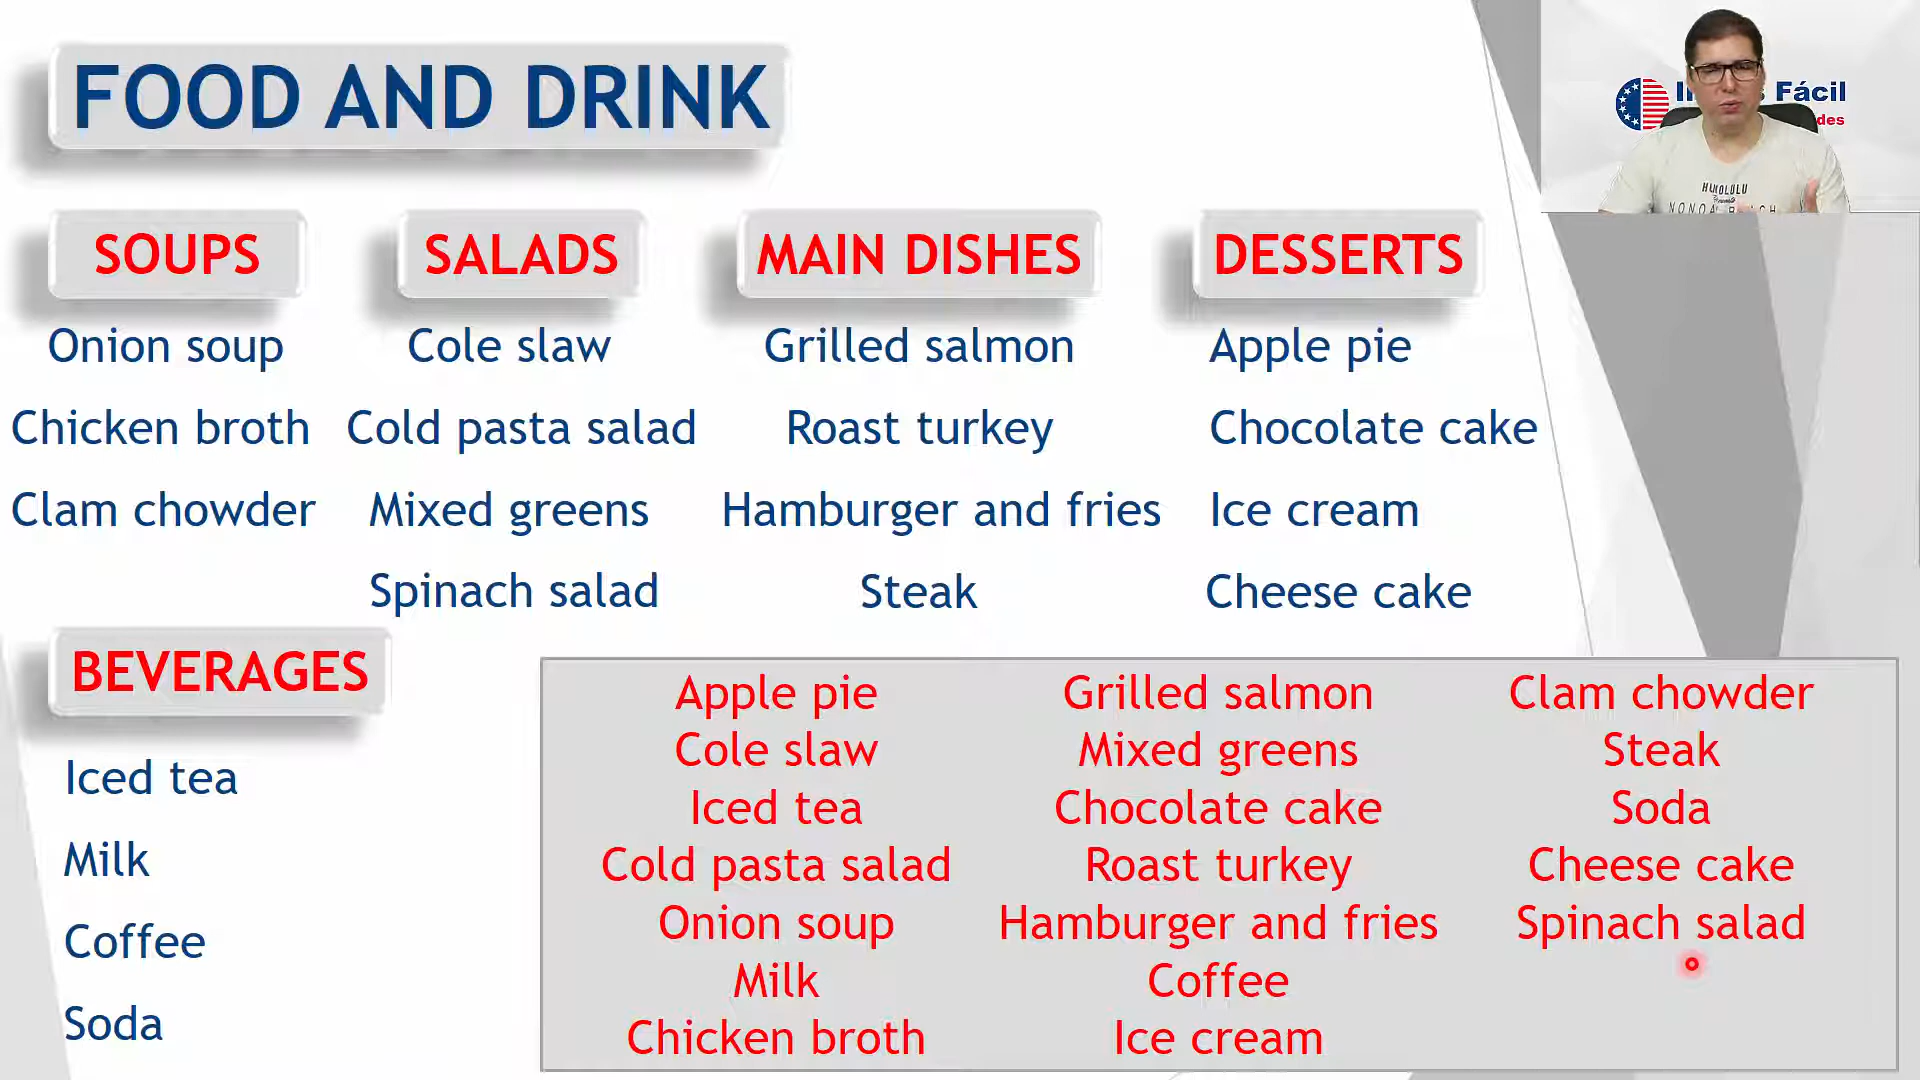 FOOD AND DRINK
Fácil
des
HONOLULU
SOUPS
Onion soup
Chicken broth
Clam chowder
SALADS
Cole slaw
Cold pasta salad
Mixed greens
Spinach salad
MAIN DISHES
Grilled salmon
Roast turkey
Hamburger and fries
Steak
DESSERTS
Apple pie
Chocolate cake
Ice cream
Cheese cake
BEVERAGES
Iced tea
Milk
Coffee
Soda
Apple pie
Cole slaw
Iced tea
Cold pasta salad
Onion soup
Milk
Chicken broth
Grilled salmon
Mixed greens
Chocolate cake
Roast turkey
Hamburger and fries
Coffee
Ice cream
Clam chowder
Steak
Soda
Cheese cake
Spinach salad